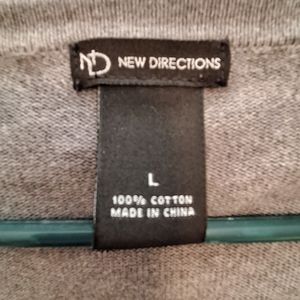 ND NEW DIRECTIONS
L
100% COTTON
MADE IN CHINA